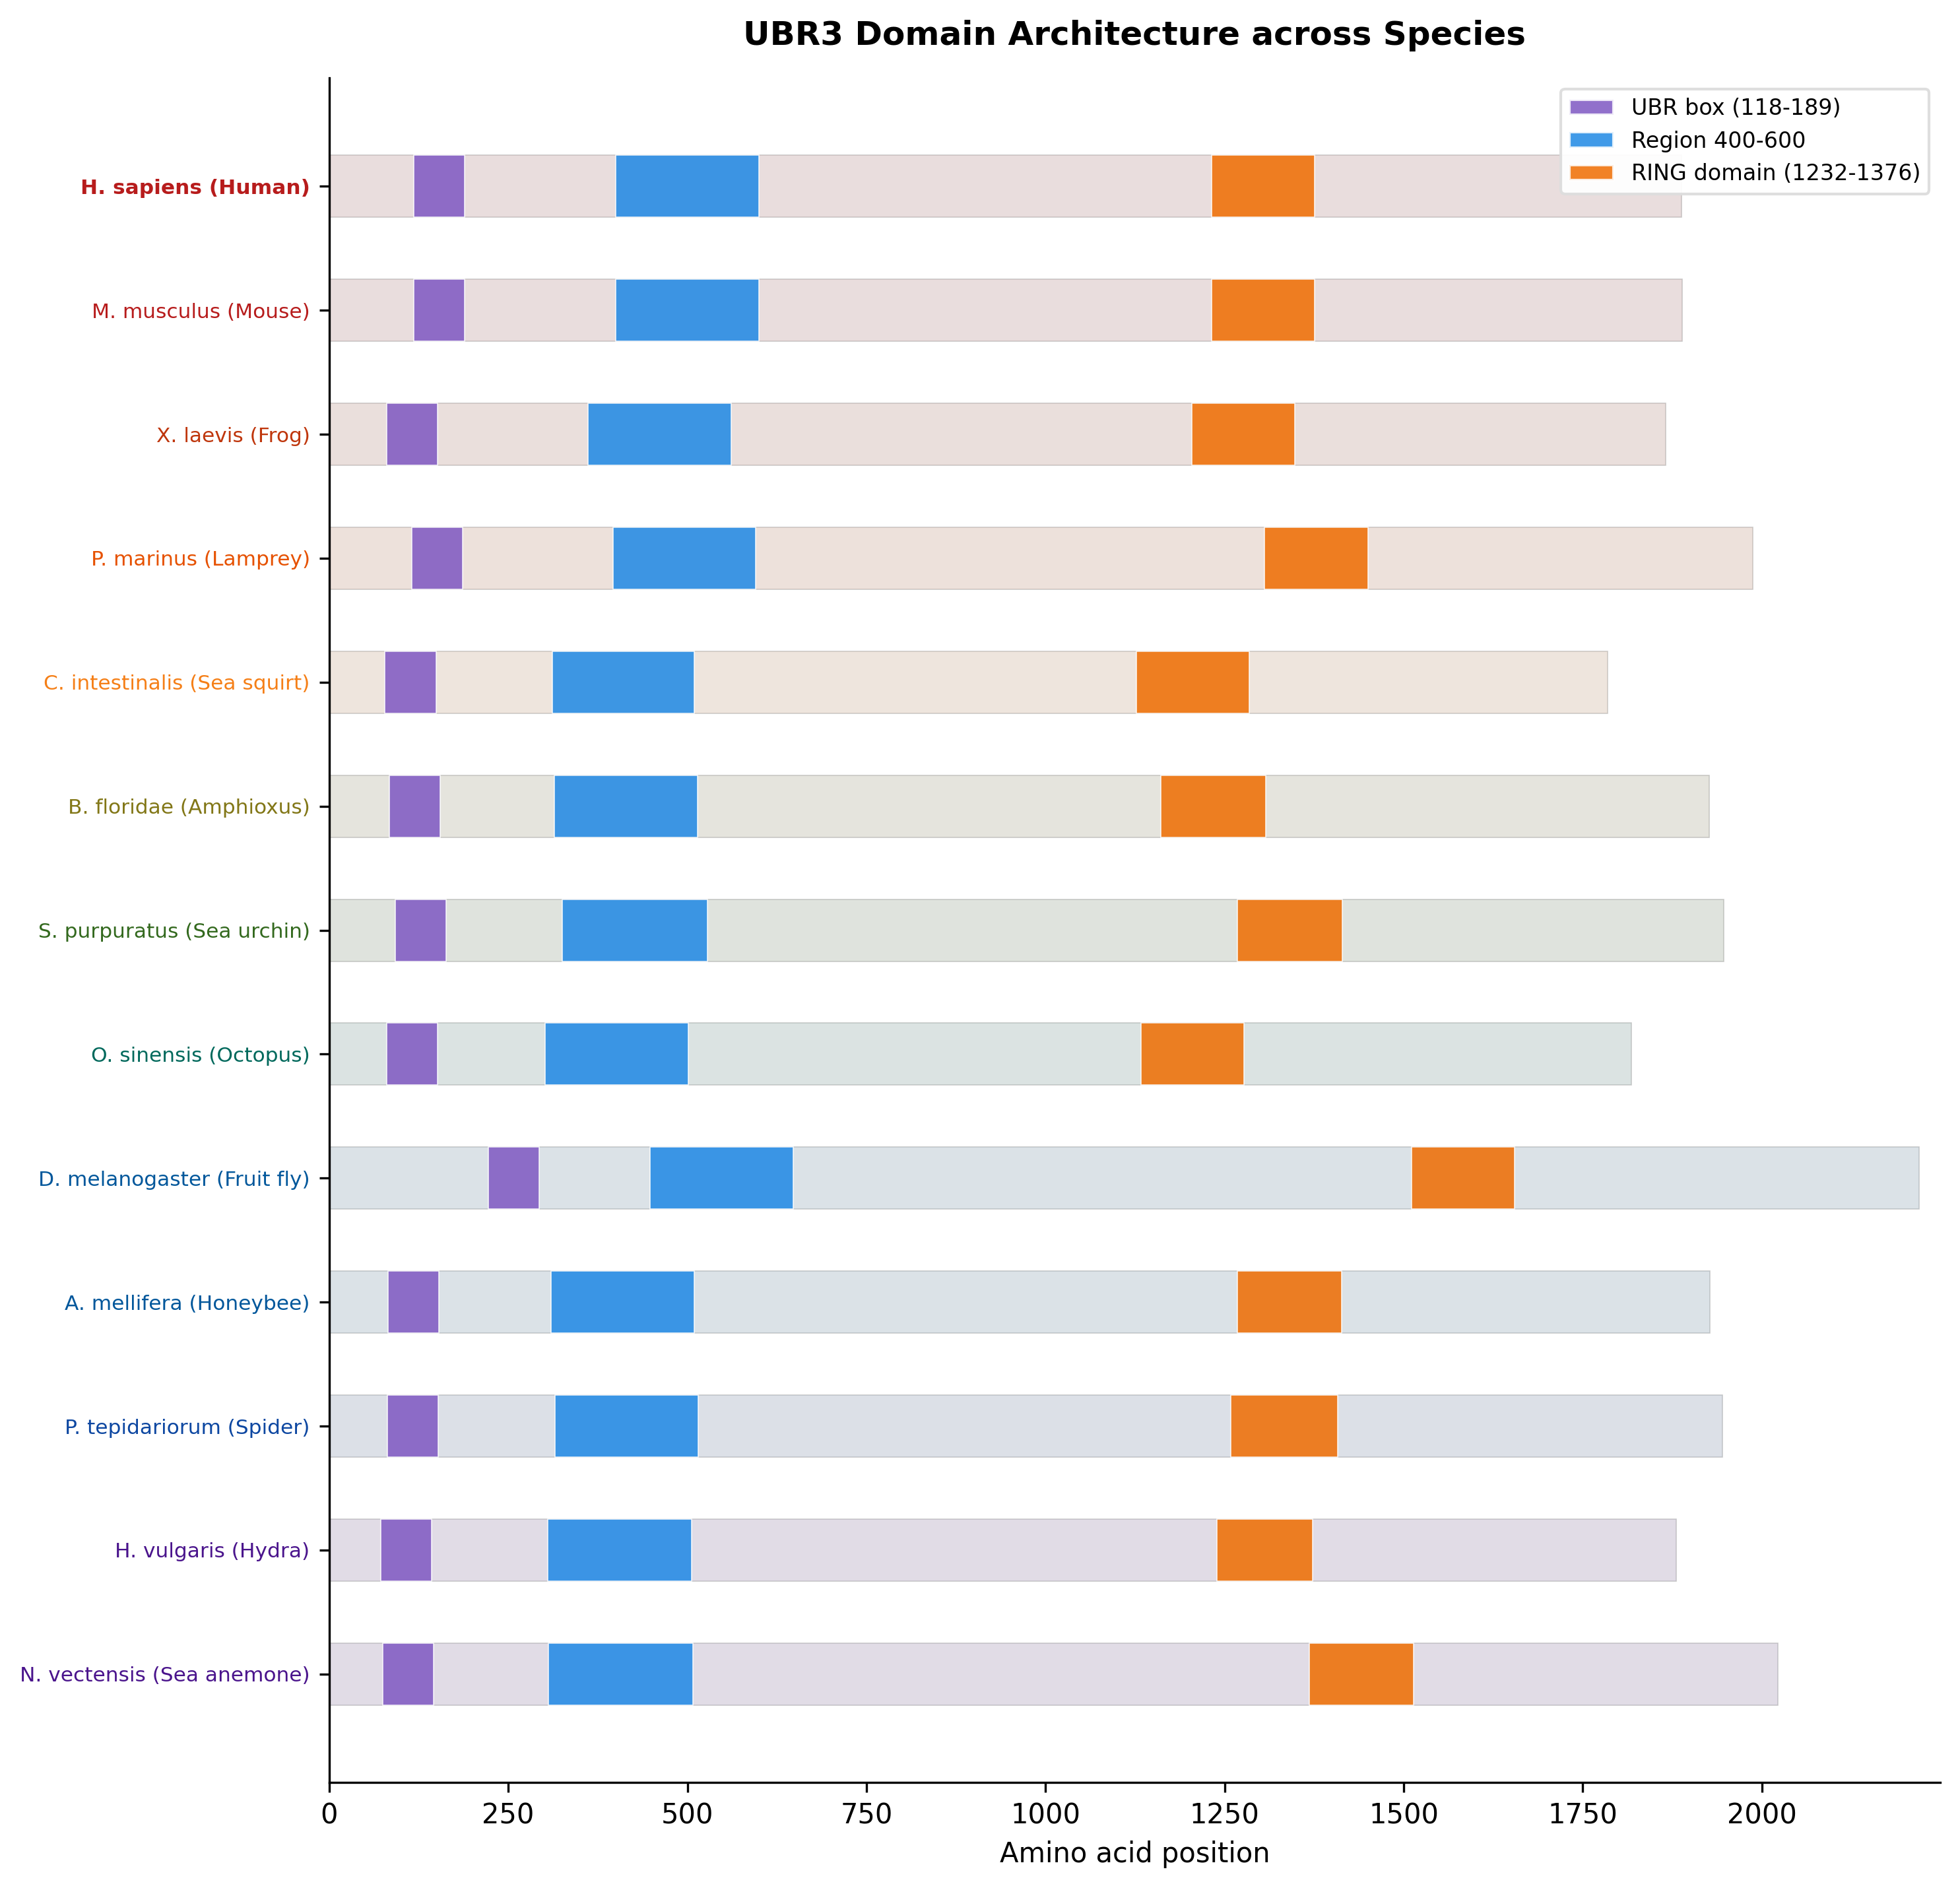 UBR3 Domain Architecture across Species
UBR box (118-189)
Region 400-600
RING domain (1232-1376)
H. sapiens (Human)
M. musculus (Mouse)
X. laevis (Frog)
P. marinus (Lamprey)
C. intestinalis (Sea squirt)
B. floridae (Amphioxus)
S. purpuratus (Sea urchin)
O. sinensis (Octopus)
D. melanogaster (Fruit fly)
A. mellifera (Honeybee)
P. tepidariorum (Spider)
H. vulgaris (Hydra)
N. vectensis (Sea anemone)
0 250 500 750 1000 1250 1500 1750 2000
Amino acid position